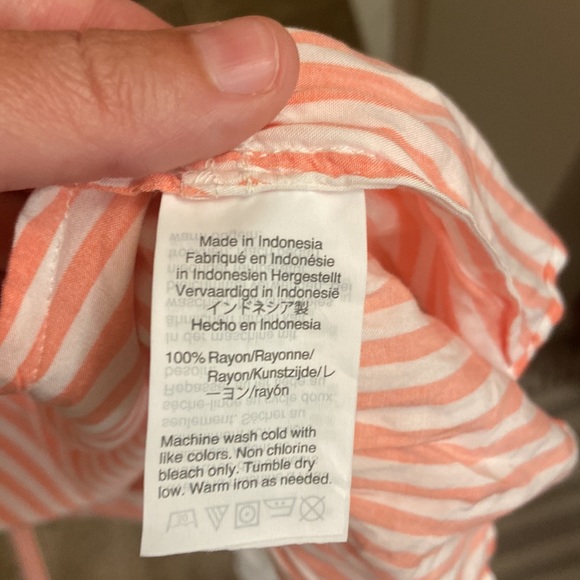 Made in Indonesia
Fabriqué en Indonésie
in Indonesien Hergestellt
Vervaardigd in Indonesië
インドネシア製
Hecho en Indonesia
100% Rayon/Rayonne/
Rayon/Kunstzijde/レ
ーヨン/rayón
Machine wash cold with
like colors. Non chlorine
bleach only. Tumble dry
low. Warm iron as needed.